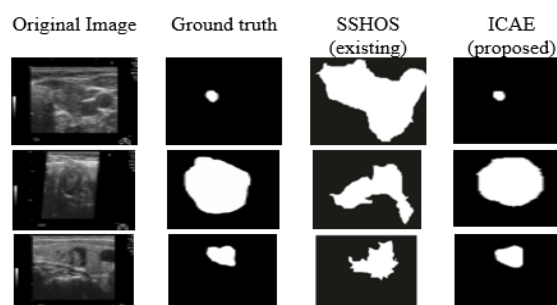 Original Image
Ground truth
SSHOS
(existing)
ICAE
(proposed)